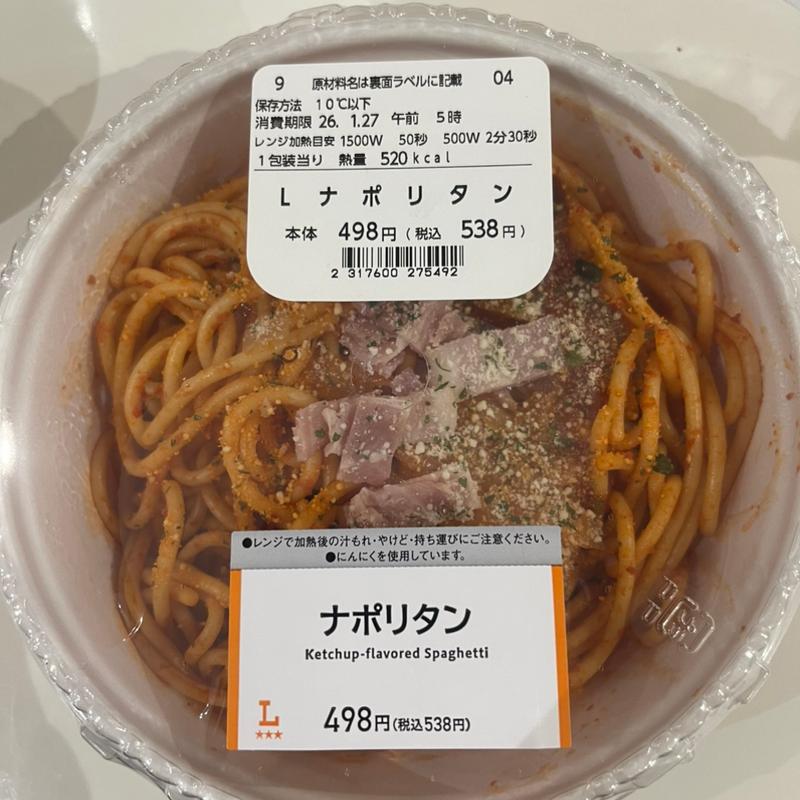 9 原材料名は裏面ラベルに記載 04
保存方法 10℃以下
消費期限 26. 1.27 午前 5時
レンジ加熱目安 1500W 50秒 500W 2分30秒
1包装当り 熱量 520kcal
L ナポリタン
本体 498円(税込 538円)
2 317600 275492
●レンジで加熱後の汁もれ・やけど・持ち運びにご注意ください。
●にんにくを使用しています。
ナポリタン
Ketchup-flavored Spaghetti
L
★★★
498円(税込538円)